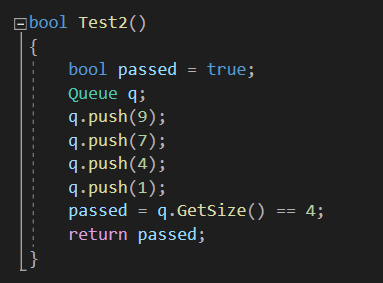 bool Test2()
{
    bool passed = true;
    Queue q;
    q.push(9);
    q.push(7);
    q.push(4);
    q.push(1);
    passed = q.GetSize() == 4;
    return passed;
}